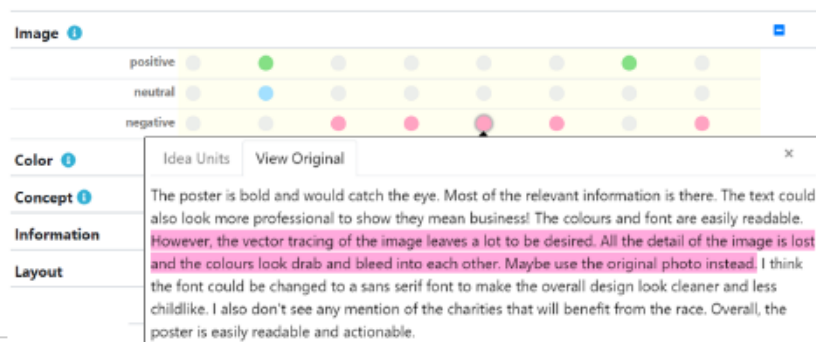 Image
positive
neutral
negative
Color
Concept
Information
Layout
Idea Units View Original ×
The poster is bold and would catch the eye. Most of the relevant information is there. The text could
also look more professional to show they mean business! The colours and font are easily readable.
However, the vector tracing of the image leaves a lot to be desired. All the detail of the image is lost
and the colours look drab and bleed into each other. Maybe use the original photo instead. I think
the font could be changed to a sans serif font to make the overall design look cleaner and less
childlike. I also don't see any mention of the charities that will benefit from the race. Overall, the
poster is easily readable and actionable.